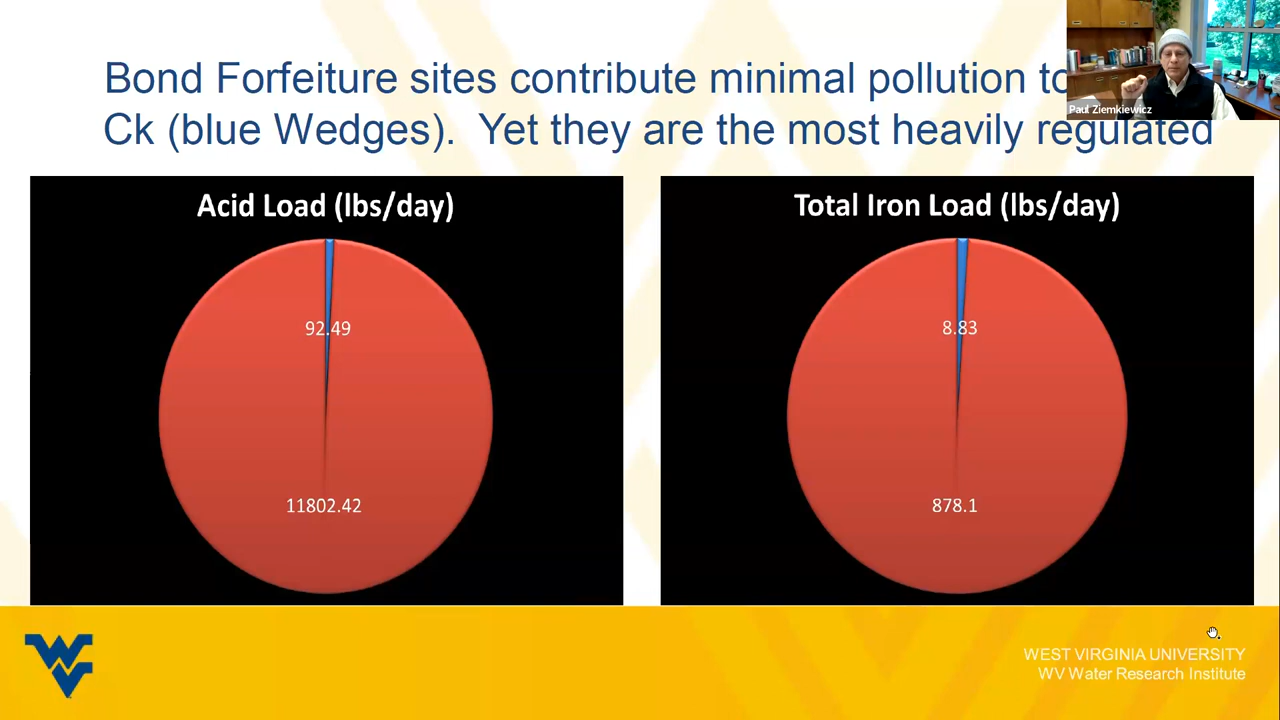 Bond Forfeiture sites contribute minimal pollution to
Ck (blue Wedges). Yet they are the most heavily regulated
Paul Ziemkiewicz
Acid Load (lbs/day)
92.49
11802.42
Total Iron Load (lbs/day)
8.83
878.1
WV
WEST VIRGINIA UNIVERSITY
WV Water Research Institute